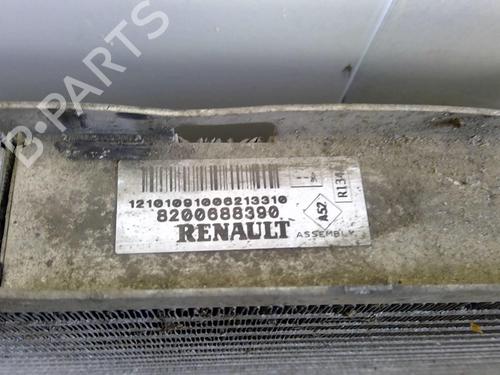 B-PARTS
12101091006213310
8200688390
RENAULT
A52
R134
ASSEMBLY